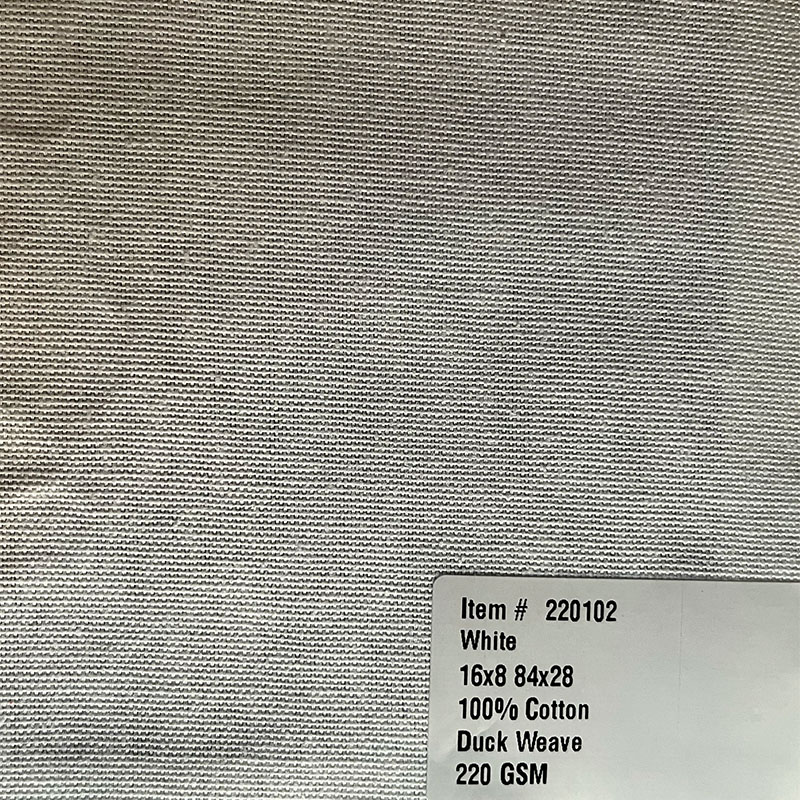 Item # 220102
White
16x8 84x28
100% Cotton
Duck Weave
220 GSM